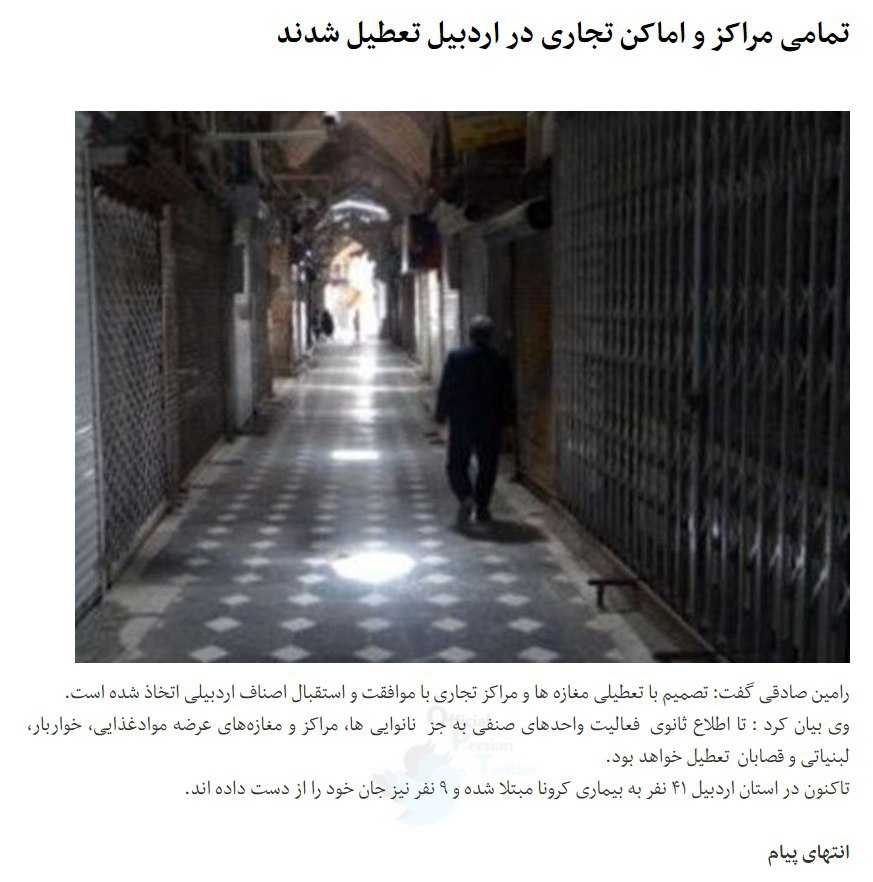 تمامی مراکز و اماکن تجاری در اردبیل تعطیل شدند
رامین صادقی گفت: تصمیم با تعطیلی مغازه ها و مراکز تجاری با موافقت و استقبال اصناف اردبیلی اتخاذ شده است.
وی بیان کرد : تا اطلاع ثانوی فعالیت واحدهای صنفی به جز نانوایی ها، مراکز و مغازه‌های عرضه موادغذایی، خواربار،
لبنیاتی و قصابان تعطیل خواهد بود.
تاکنون در استان اردبیل ۴۱ نفر به بیماری کرونا مبتلا شده و ۹ نفر نیز جان خود را از دست داده اند.
انتهای پیام
Official
Persian
Twitter